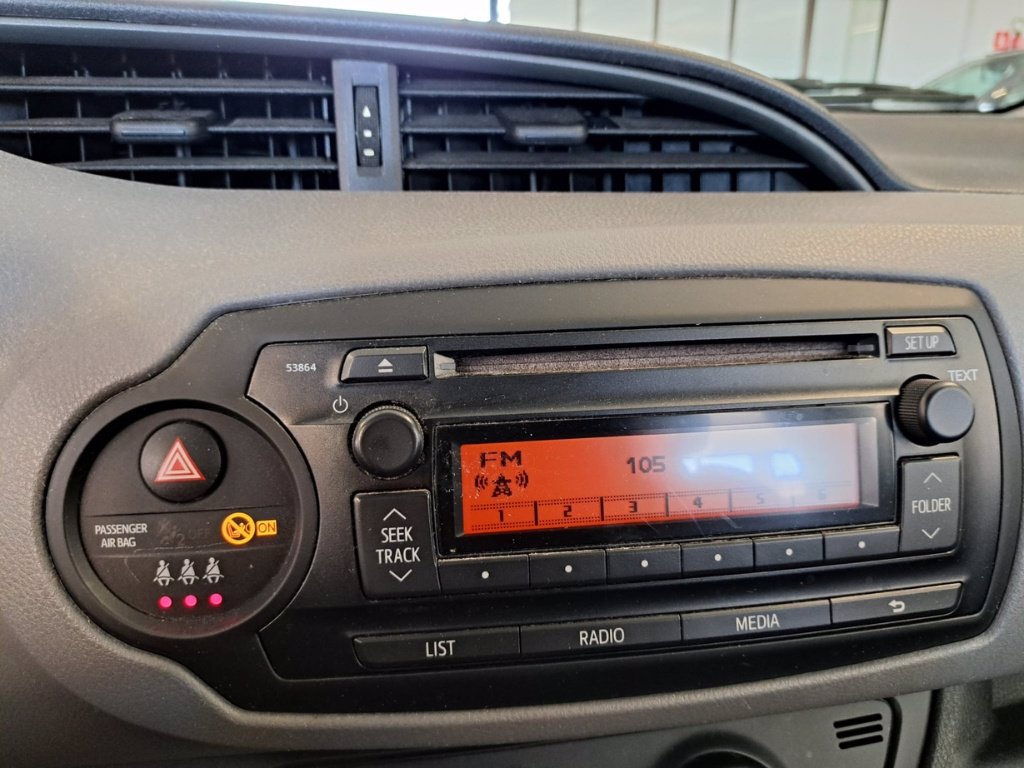 53864
SET UP
TEXT
FM
105
1 2 3 4 5 6
SEEK
TRACK
FOLDER
PASSENGER
AIR BAG
ON
LIST
RADIO
MEDIA